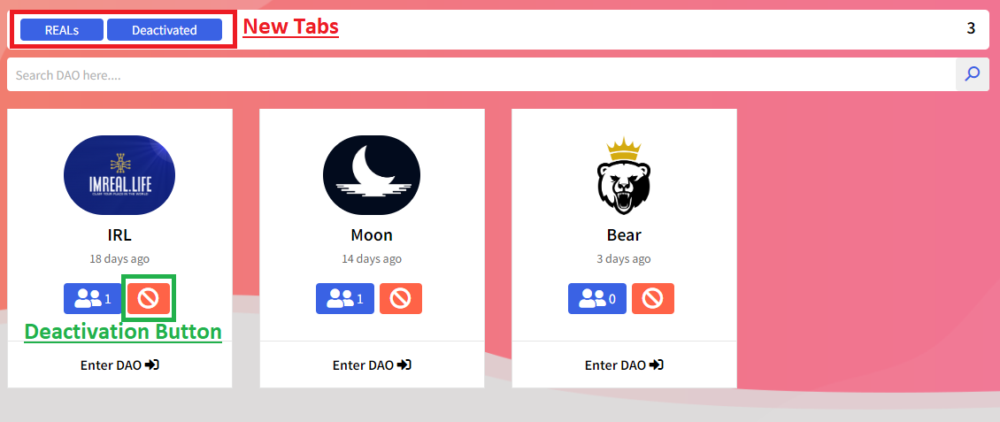 REALs
Deactivated
New Tabs
3
Search DAO here....
IMREAL.LIFE
CLAIM YOUR PLACE IN THE WORLD
IRL
18 days ago
1
Deactivation Button
Enter DAO
Moon
14 days ago
1
Enter DAO
Bear
3 days ago
0
Enter DAO